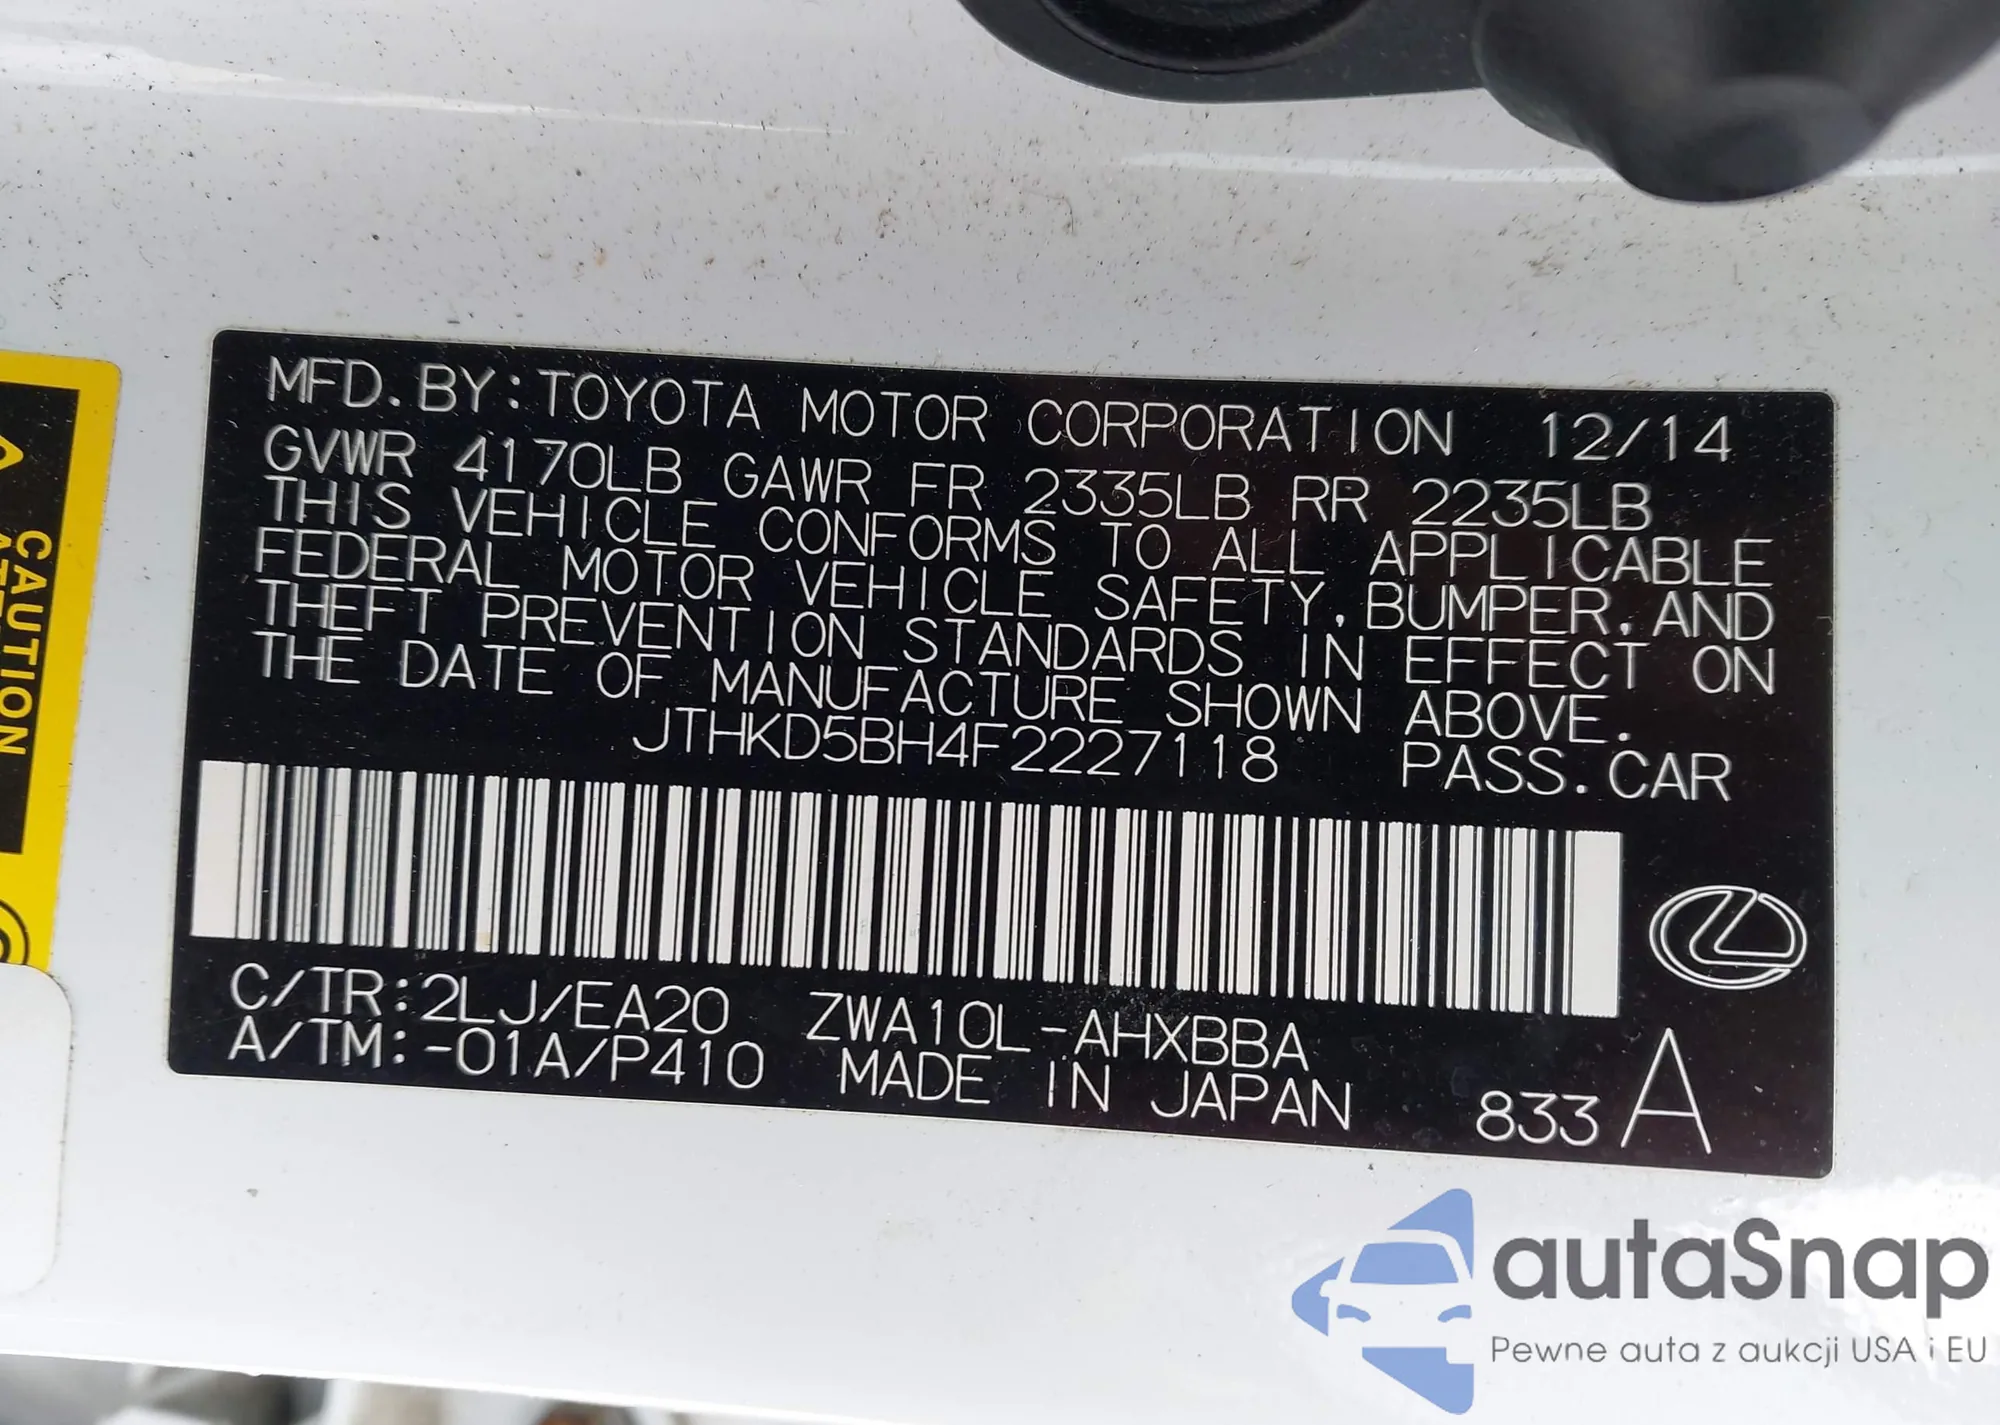 MFD. BY: TOYOTA MOTOR CORPORATION 12/14
GVWR 4170LB GAWR FR 2335LB RR 2235LB
THIS VEHICLE CONFORMS TO ALL APPLICABLE
FEDERAL MOTOR VEHICLE SAFETY, BUMPER, AND
THEFT PREVENTION STANDARDS IN EFFECT ON
THE DATE OF MANUFACTURE SHOWN ABOVE.
JTHKD5BH4F2227118 PASS. CAR
C/TR: 2LJ/EA20 ZWA10L-AHXBBA
A/TM: -01A/P410 MADE IN JAPAN 833 A
CAUTION
autaSnap
Pewne auta z aukcji USA i EU